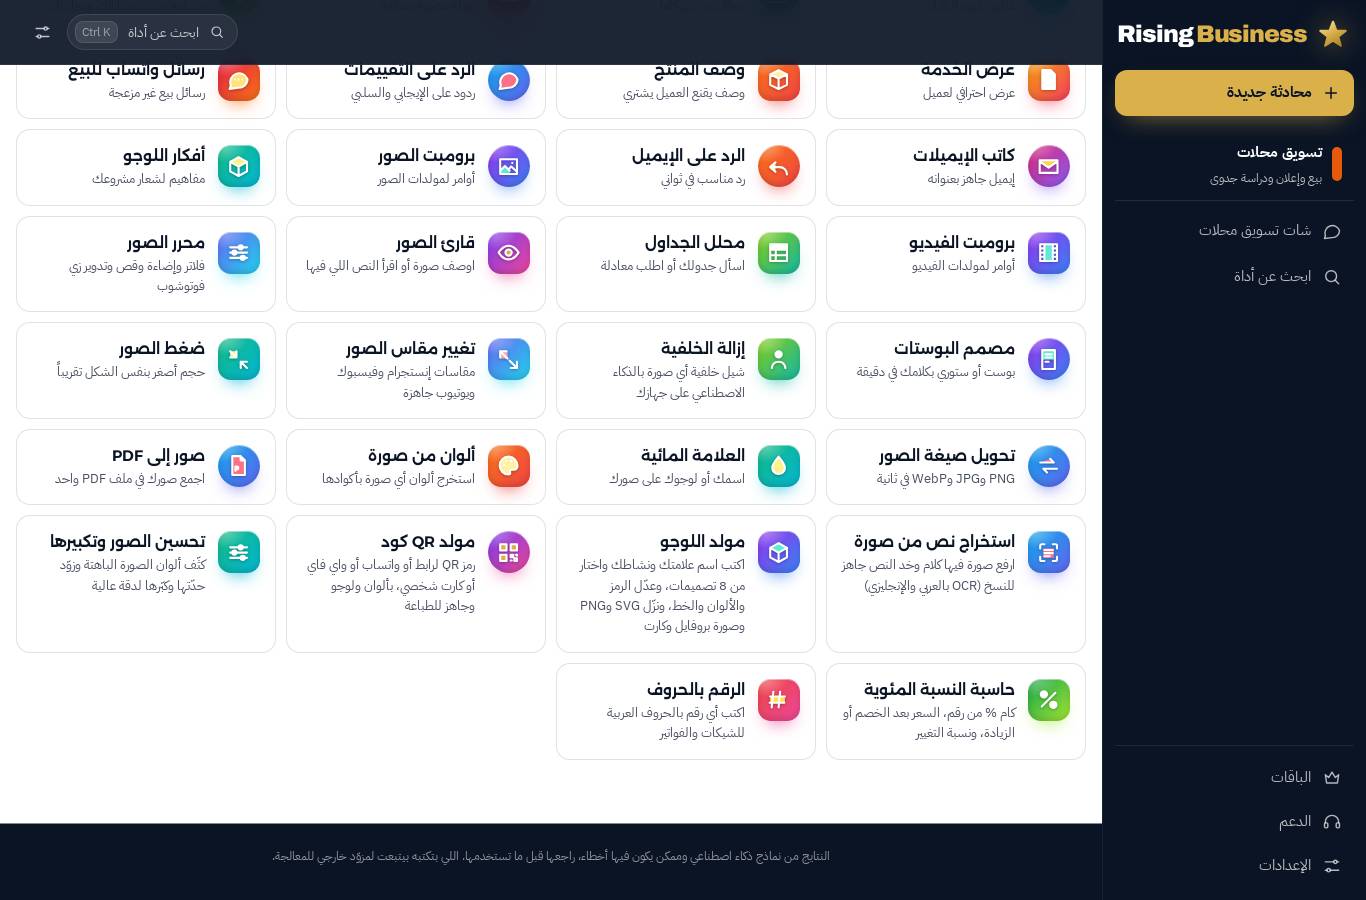 Rising Business
محادثة جديدة
تسويق محلات
بيع وإعلان ودراسة جدوى
شات تسويق محلات
ابحث عن أداة
الباقات
الدعم
الإعدادات
ابحث عن أداة Ctrl K
عرض الخدمة
عرض احترافي لعميل
وصف المنتج
وصف يقنع العميل يشتري
الرد على التقييمات
ردود على الإيجابي والسلبي
رسائل واتساب للبيع
رسائل بيع غير مزعجة
كاتب الإيميلات
إيميل جاهز بعنوانه
الرد على الإيميل
رد مناسب في ثواني
برومبت الصور
أوامر لمولدات الصور
أفكار اللوجو
مفاهيم لشعار مشروعك
برومبت الفيديو
أوامر لمولدات الفيديو
محلل الجداول
اسأل جدولك أو اطلب معادلة
قارئ الصور
اوصف صورة أو اقرأ النص اللي فيها
محرر الصور
فلاتر وإضاءة وقص وتدوير زي
فوتوشوب
مصمم البوستات
بوست أو ستوري بكلامك في دقيقة
إزالة الخلفية
شيل خلفية أي صورة بالذكاء
الاصطناعي على جهازك
تغيير مقاس الصور
مقاسات إنستجرام وفيسبوك
ويوتيوب جاهزة
ضغط الصور
حجم أصغر بنفس الشكل تقريباً
تحويل صيغة الصور
PNG وJPG وWebP في ثانية
العلامة المائية
اسمك أو لوجوك على صورك
ألوان من صورة
استخرج ألوان أي صورة بأكوادها
صور إلى PDF
اجمع صورك في ملف PDF واحد
استخراج نص من صورة
ارفع صورة فيها كلام وخد النص جاهز
للنسخ (OCR بالعربي والإنجليزي)
مولد اللوجو
اكتب اسم علامتك ونشاطك واختار
من 8 تصميمات، وعدّل الرمز
والألوان والخط، ونزّل SVG وPNG
وصورة بروفايل وكارت
مولد QR كود
رمز QR لرابط أو واتساب أو واي فاي
أو كارت شخصي، بألوان ولوجو
وجاهز للطباعة
تحسين الصور وتكبيرها
كثّف ألوان الصورة الباهتة وزوّد
حدّتها وكبّرها لدقة عالية
حاسبة النسبة المئوية
كام % من رقم، السعر بعد الخصم أو
الزيادة، ونسبة التغيير
الرقم بالحروف
اكتب أي رقم بالحروف العربية
للشيكات والفواتير
النتايج من نماذج ذكاء اصطناعي وممكن يكون فيها أخطاء، راجعها قبل ما تستخدمها. اللي بتكتبه بيتبعت لمزوّد خارجي للمعالجة.